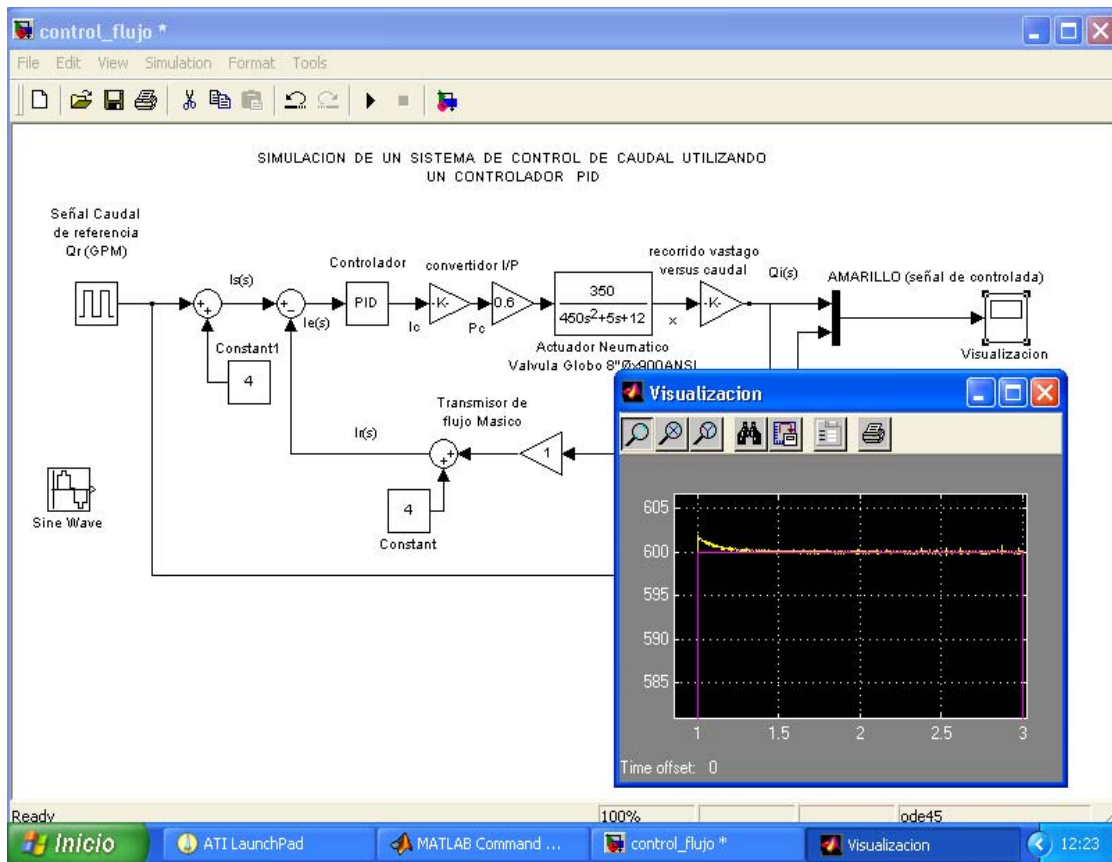 control_flujo *
File Edit View Simulation Format Tools
SIMULACION DE UN SISTEMA DE CONTROL DE CAUDAL UTILIZANDO
UN CONTROLADOR PID
Señal Caudal
de referencia
Qr (GPM)
Is(s)
Controlador
convertidor I/P
recorrido vastago
versus caudal
Qi(s)
AMARILLO (señal de controlada)
+
+
+
−
Ie(s)
PID
Ic
-K-
Pc
0.6
350
450s²+5s+12
x
-K-
Visualizacion
Constant1
4
Actuador Neumatico
Valvula Globo 8"Øx900ANSI
Transmisor de
flujo Masico
Ir(s)
+
+
1
4
Constant
Sine Wave
Visualizacion
605
600
595
590
585
1 1.5 2 2.5 3
Time offset: 0
Ready 100% ode45
Inicio ATI LaunchPad MATLAB Command ... control_flujo * Visualizacion 12:23